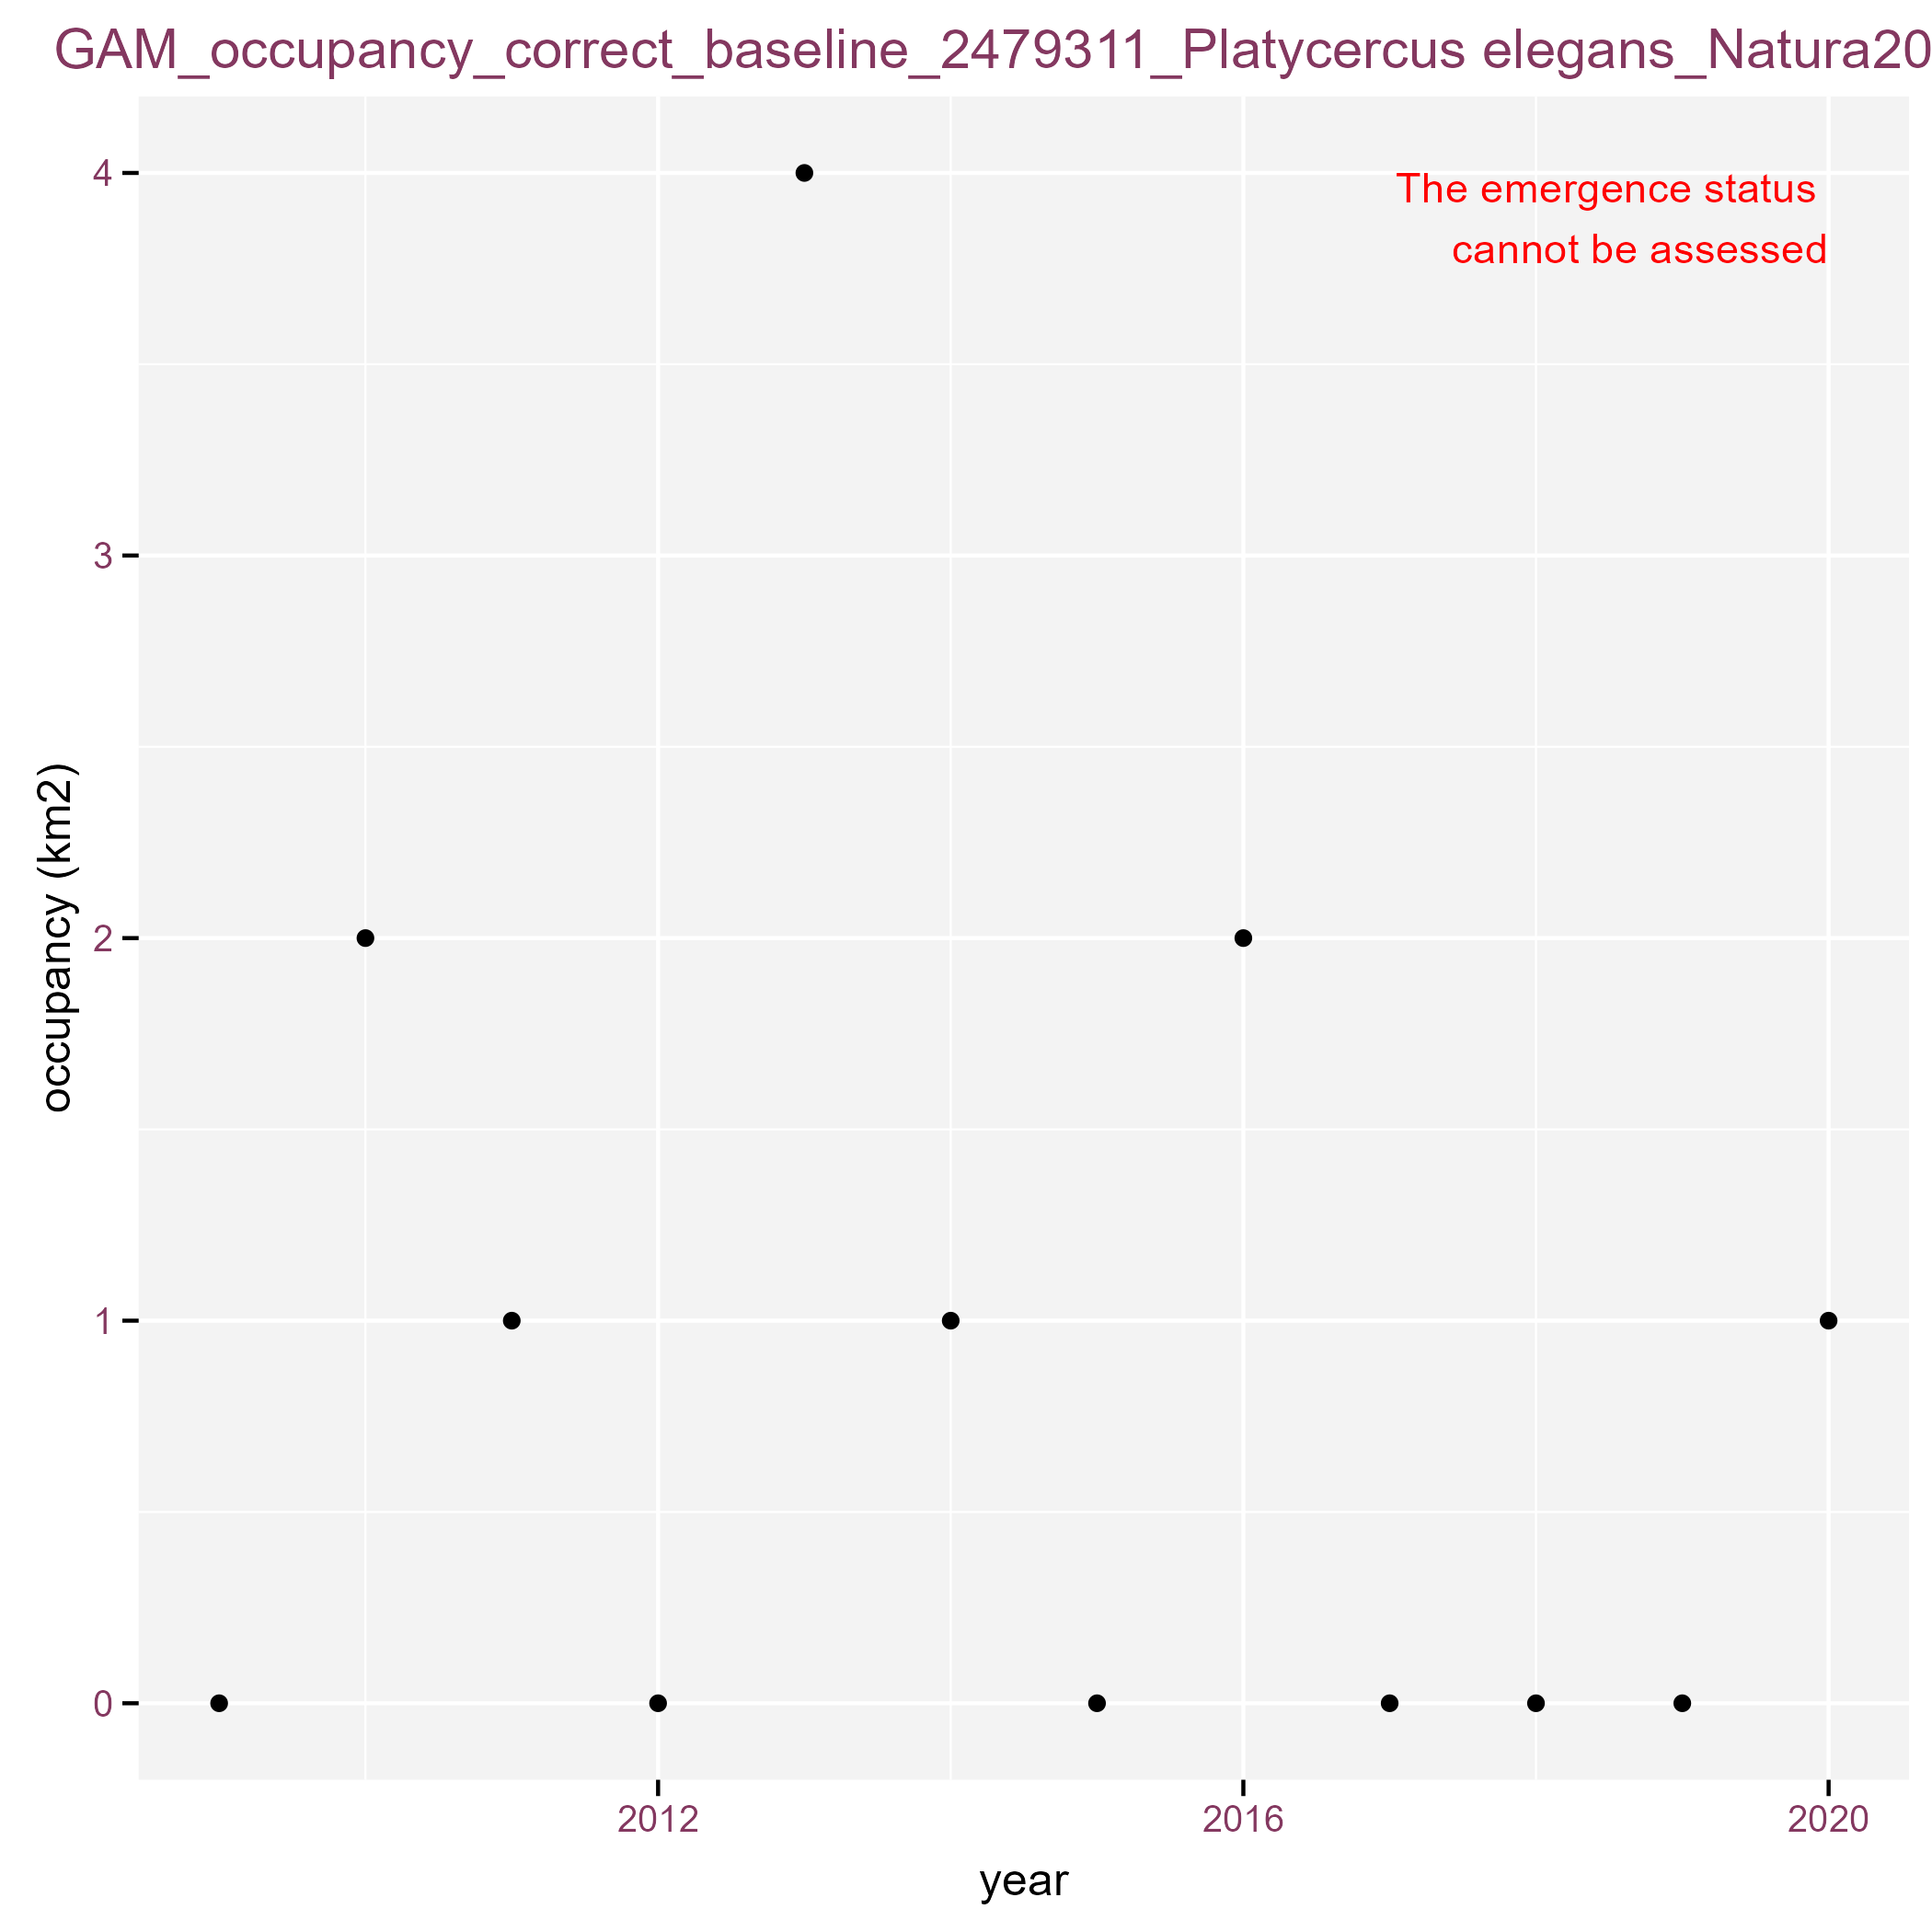 GAM_occupancy_correct_baseline_2479311_Platycercus elegans_Natura20
The emergence status
cannot be assessed
4
3
2
1
0
occupancy (km2)
2012 2016 2020
year